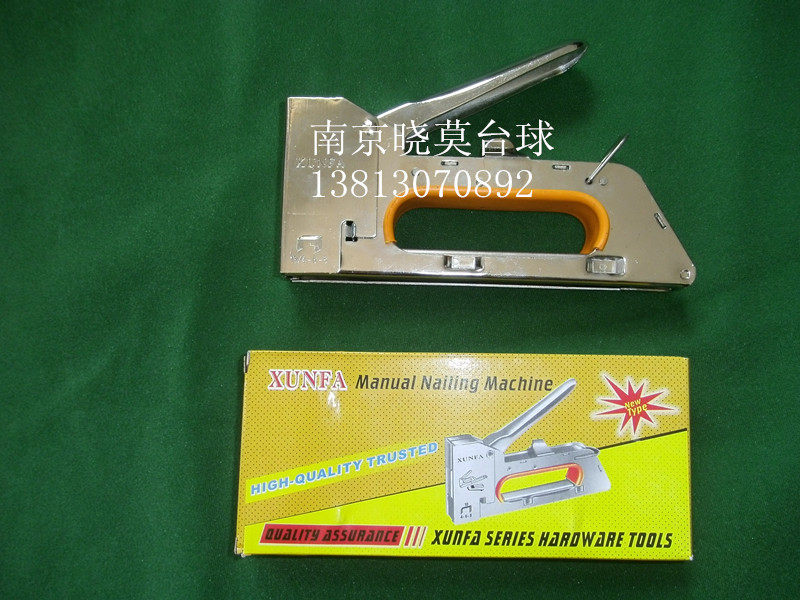 南京晓莫台球
13813070892
XUNFA
XUNFA Manual Nailing Machine
New Type
HIGH-QUALITY TRUSTED
XUNFA
QUALITY ASSURANCE
XUNFA SERIES HARDWARE TOOLS